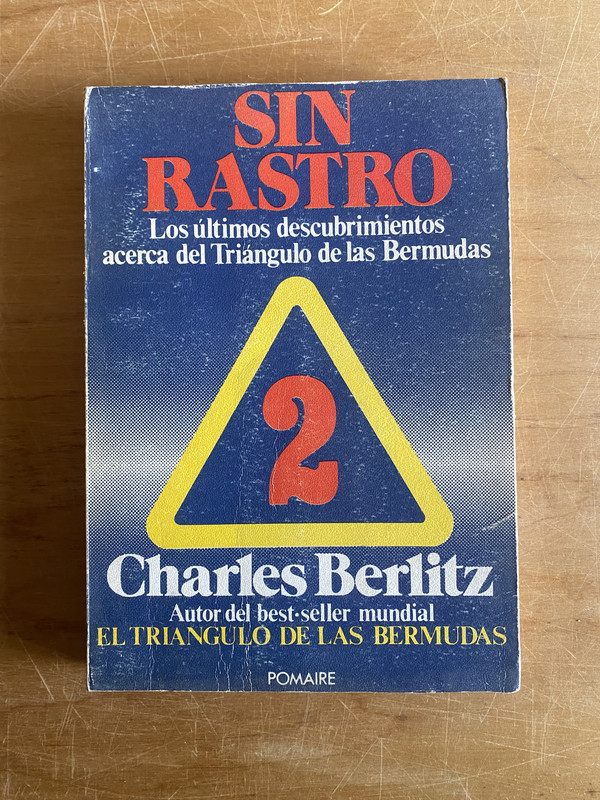 SIN
RASTRO
Los últimos descubrimientos
acerca del Triángulo de las Bermudas
2
Charles Berlitz
Autor del best-seller mundial
EL TRIANGULO DE LAS BERMUDAS
POMAIRE